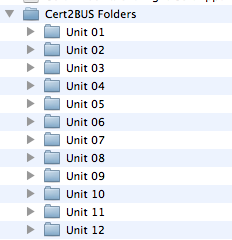 Cert2BUS Folders
Unit 01
Unit 02
Unit 03
Unit 04
Unit 05
Unit 06
Unit 07
Unit 08
Unit 09
Unit 10
Unit 11
Unit 12